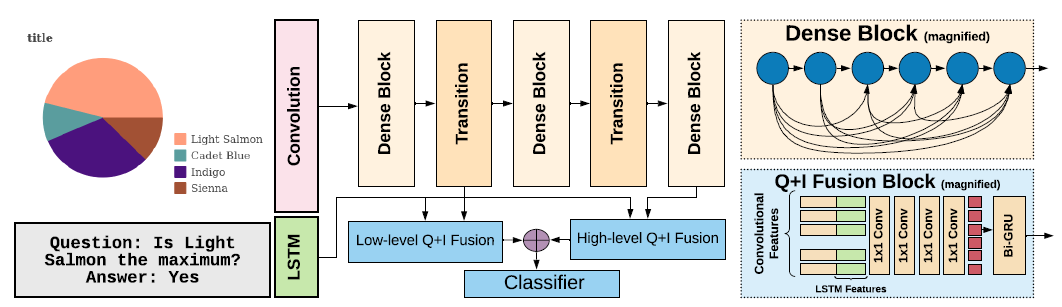 title
Light Salmon
Cadet Blue
Indigo
Sienna
Question: Is Light
Salmon the maximum?
Answer: Yes
Convolution
LSTM
Dense Block
Transition
Dense Block
Transition
Dense Block
Low-level Q+I Fusion
High-level Q+I Fusion
Classifier
Dense Block (magnified)
Q+I Fusion Block (magnified)
Convolutional
Features
1x1 Conv
1x1 Conv
1x1 Conv
1x1 Conv
Bi-GRU
LSTM Features